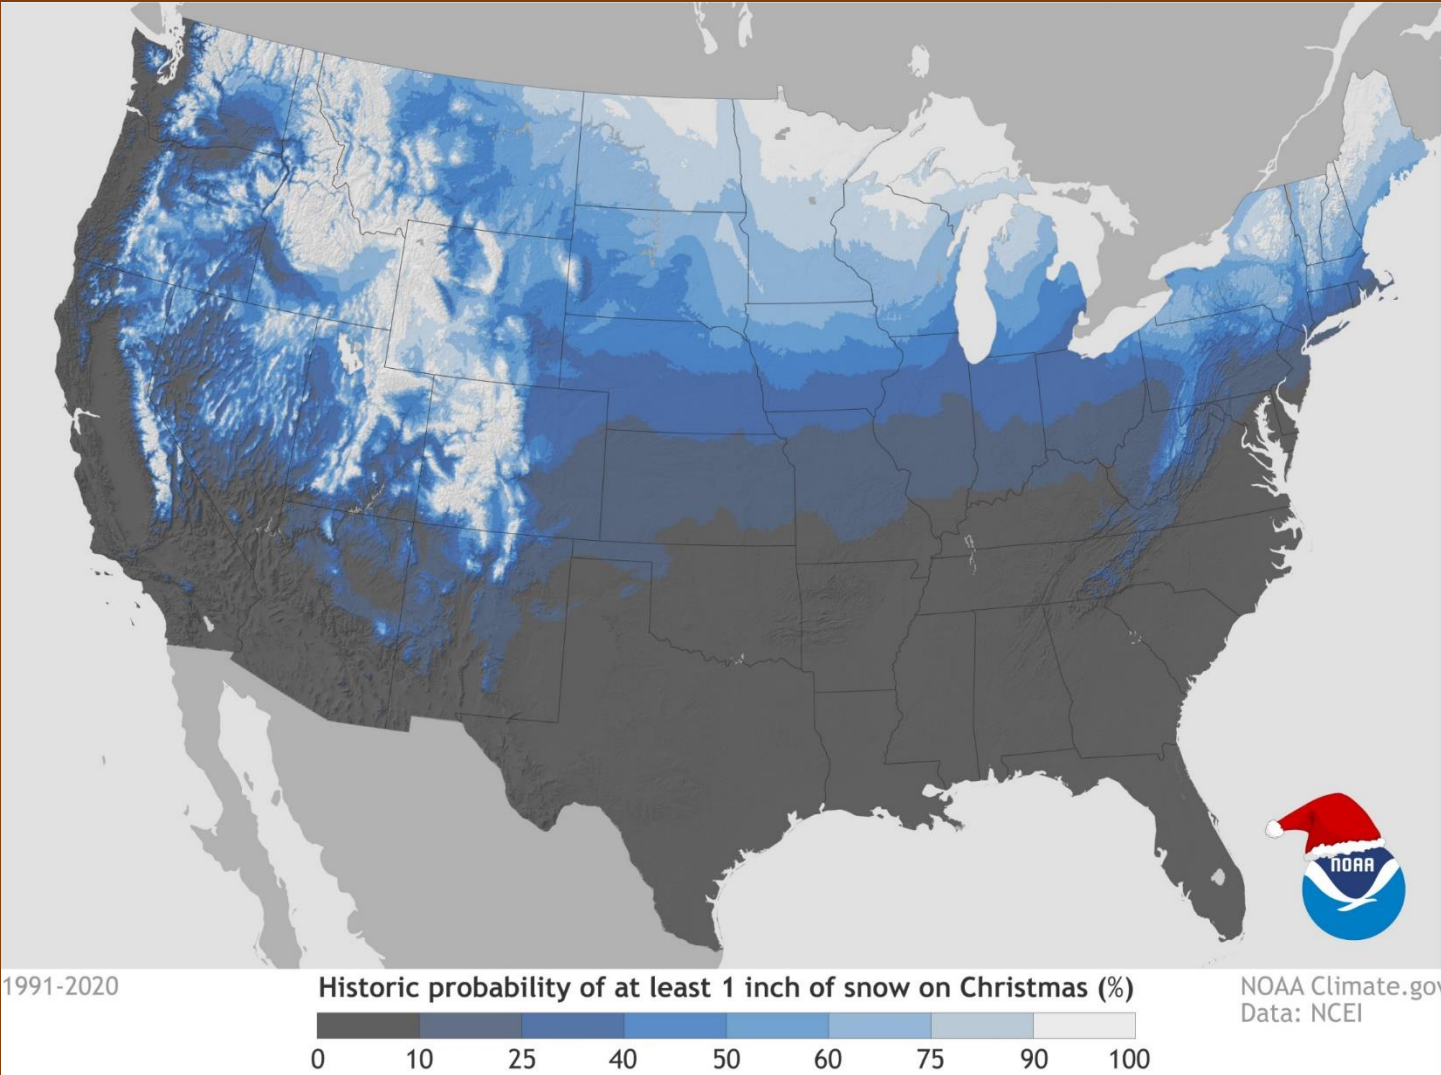 NOAA
1991-2020
Historic probability of at least 1 inch of snow on Christmas (%)
0 10 25 40 50 60 75 90 100
NOAA Climate.gov
Data: NCEI